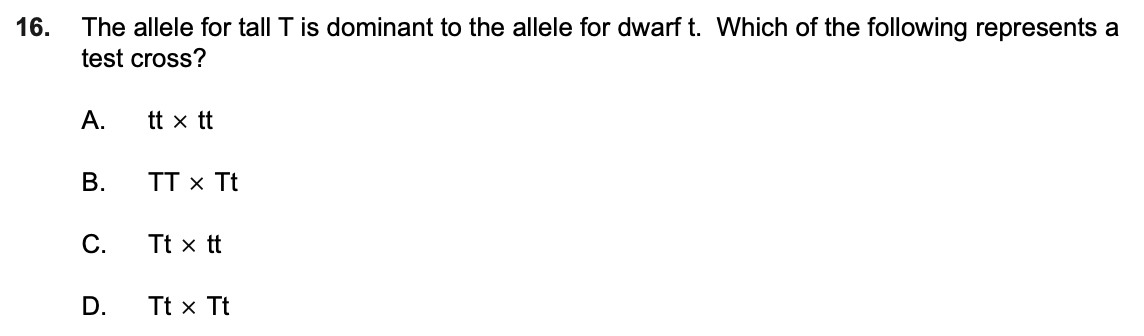 16. The allele for tall T is dominant to the allele for dwarf t. Which of the following represents a
test cross?
A. tt × tt
B. TT × Tt
C. Tt × tt
D. Tt × Tt